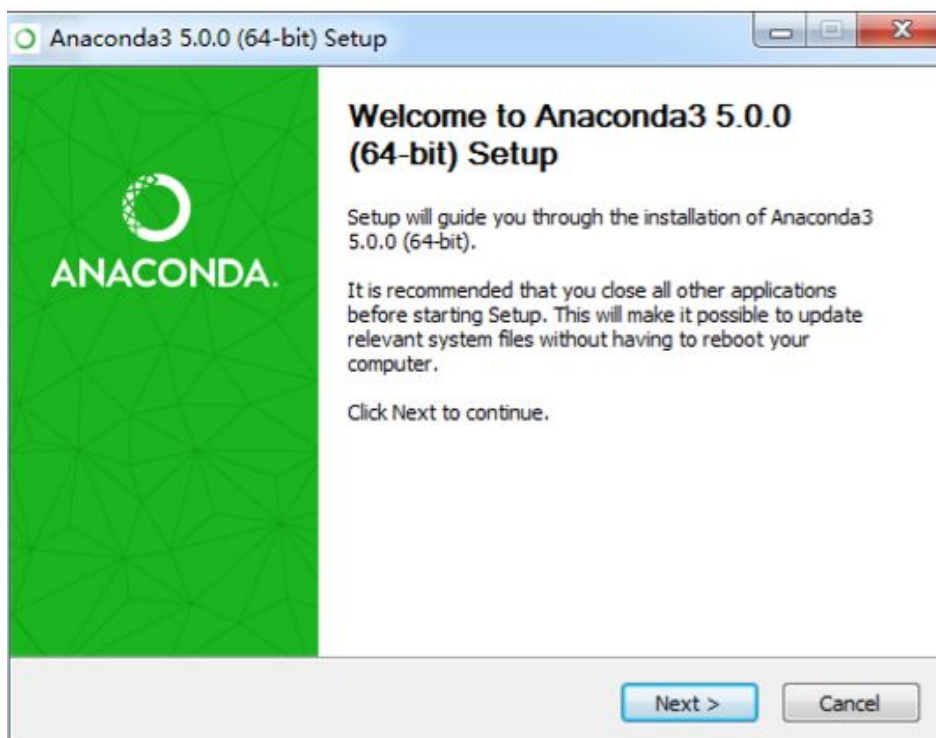 Anaconda3 5.0.0 (64-bit) Setup
Welcome to Anaconda3 5.0.0
(64-bit) Setup
ANACONDA.
Setup will guide you through the installation of Anaconda3
5.0.0 (64-bit).
It is recommended that you close all other applications
before starting Setup. This will make it possible to update
relevant system files without having to reboot your
computer.
Click Next to continue.
Next >
Cancel